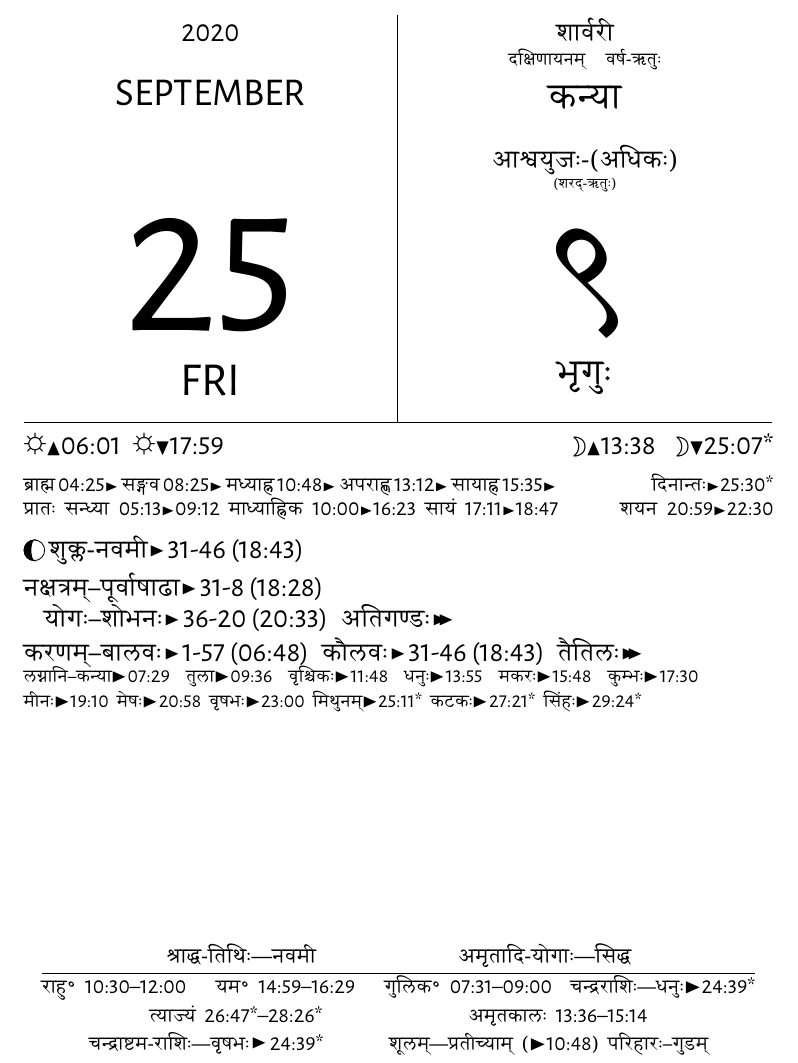 2020
SEPTEMBER
25
FRI
शार्वरी
दक्षिणायनम् वर्ष-ऋतुः
कन्या
आश्वयुजः-(अधिकः)
(शरद्-ऋतुः)
९
भृगुः
☼▲06:01 ☼▼17:59 ☽▲13:38 ☽▼25:07*
ब्राह्म 04:25► सङ्गव 08:25► मध्याह्न 10:48► अपराह्ण 13:12► सायाह्न 15:35► दिनान्तः►25:30*
प्रातः सन्ध्या 05:13►09:12 माध्याह्निक 10:00►16:23 सायं 17:11►18:47 शयन 20:59►22:30
🌓 शुक्ल-नवमी►31-46 (18:43)
नक्षत्रम्–पूर्वाषाढा►31-8 (18:28)
योगः–शोभनः►36-20 (20:33) अतिगण्डः►►
करणम्–बालवः►1-57 (06:48) कौलवः►31-46 (18:43) तैतिलः►►
लग्नानि–कन्या►07:29 तुला►09:36 वृश्चिकः►11:48 धनुः►13:55 मकरः►15:48 कुम्भः►17:30
मीनः►19:10 मेषः►20:58 वृषभः►23:00 मिथुनम्►25:11* कटकः►27:21* सिंहः►29:24*
श्राद्ध-तिथिः—नवमी अमृतादि-योगाः—सिद्ध
राहु॰ 10:30–12:00 यम॰ 14:59–16:29 गुलिक॰ 07:31–09:00 चन्द्रराशिः—धनुः►24:39*
त्याज्यं 26:47*–28:26* अमृतकालः 13:36–15:14
चन्द्राष्टम-राशिः—वृषभः► 24:39* शूलम्—प्रतीच्याम् (►10:48) परिहारः–गुडम्